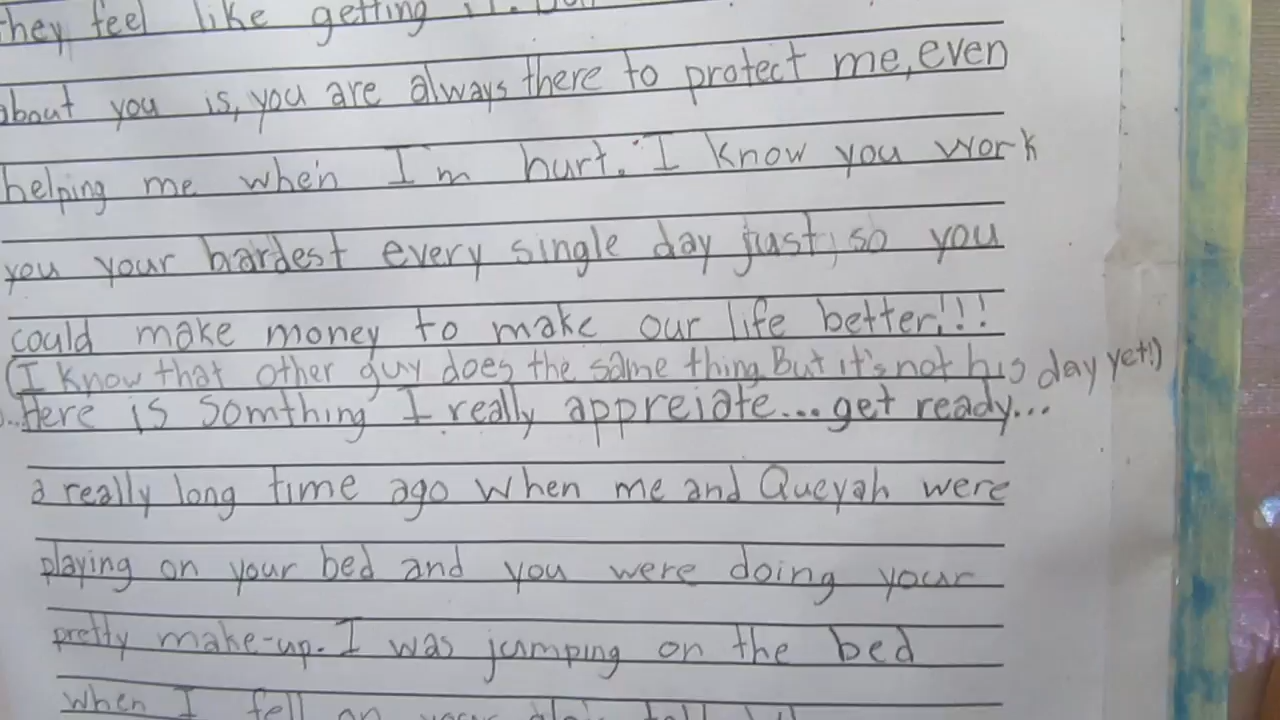 they feel like getting it.
about you is, you are always there to protect me, even
helping me when I'm hurt. I know you work
you your hardest every single day just, so you
could make money to make our life better!!!
(I know that other guy does the same thing But it's not his day yet!)
...Here is somthing I really appreiate... get ready...
a really long time ago when me and Queyah were
playing on your bed and you were doing your
pretty make-up. I was jumping on the bed
when I fell on your